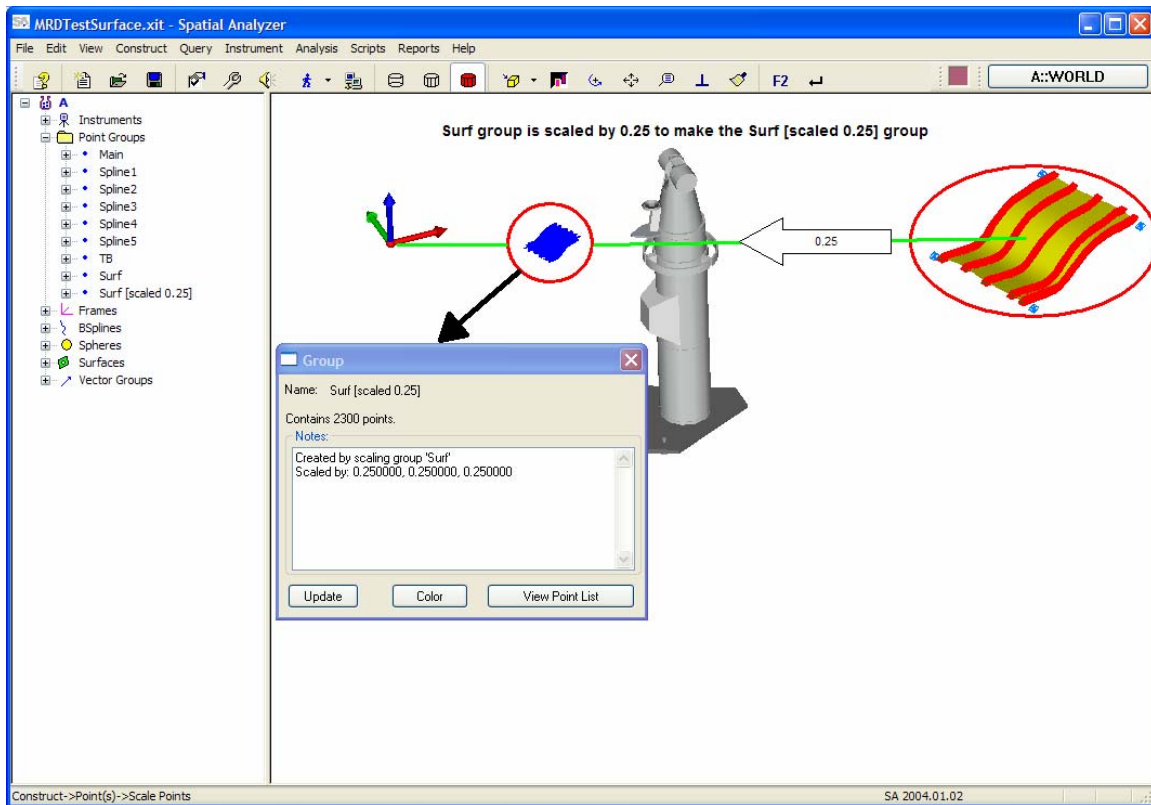 MRDTestSurface.xit - Spatial Analyzer
File Edit View Construct Query Instrument Analysis Scripts Reports Help
F2
A::WORLD
A
Instruments
Point Groups
Main
Spline1
Spline2
Spline3
Spline4
Spline5
TB
Surf
Surf [scaled 0.25]
Frames
BSplines
Spheres
Surfaces
Vector Groups
Surf group is scaled by 0.25 to make the Surf [scaled 0.25] group
0.25
Group
Name: Surf [scaled 0.25]
Contains 2300 points.
Notes:
Created by scaling group 'Surf'
Scaled by: 0.250000, 0.250000, 0.250000
Update
Color
View Point List
Construct->Point(s)->Scale Points
SA 2004.01.02